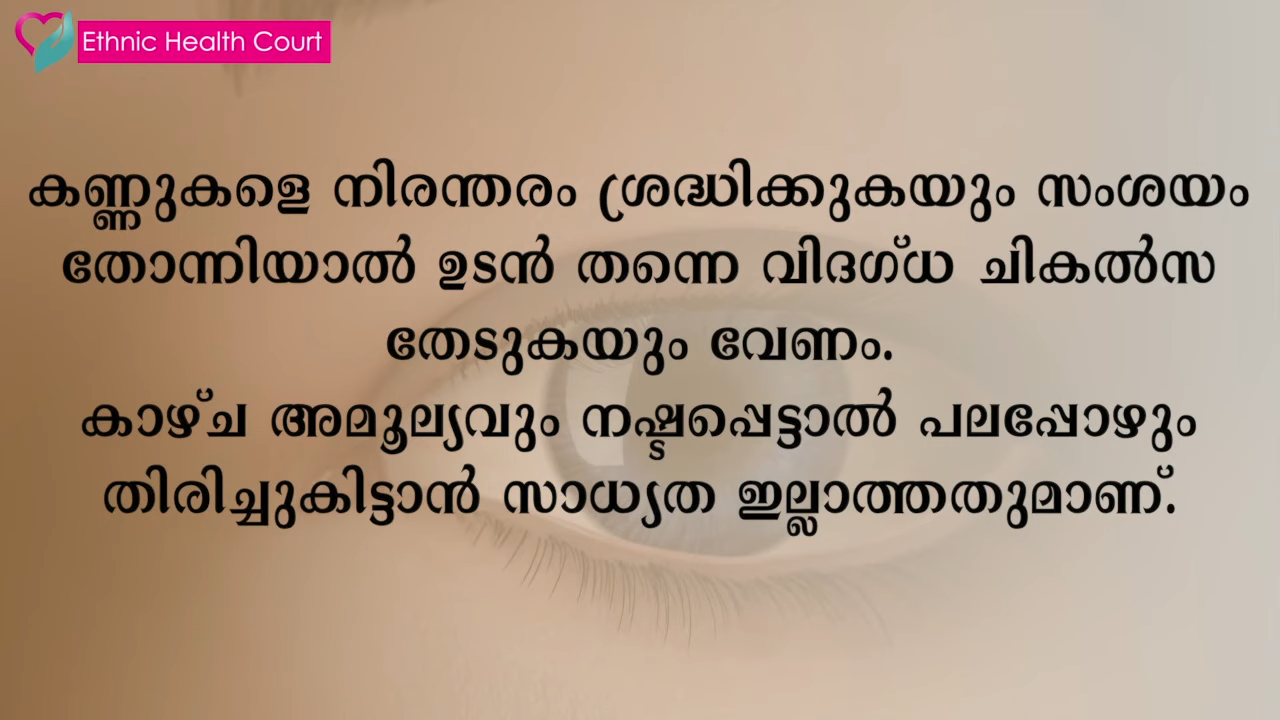 Ethnic Health Court
കണ്ണുകളെ നിരന്തരം ശ്രദ്ധിക്കുകയും സംശയം
തോന്നിയാൽ ഉടൻ തന്നെ വിദഗ്ധ ചികൽസ
തേടുകയും വേണം.
കാഴ്ച അമൂല്യവും നഷ്ടപ്പെട്ടാൽ പലപ്പോഴും
തിരിച്ചുകിട്ടാൻ സാധ്യത ഇല്ലാത്തതുമാണ്.